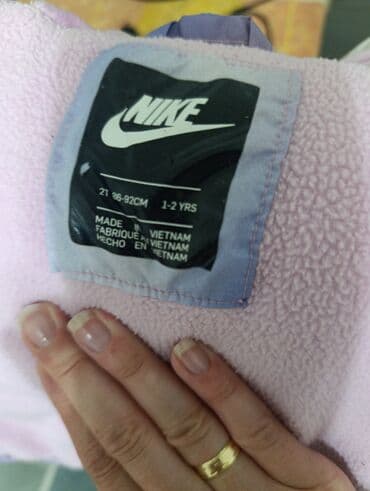 NIKE
2T 86-92CM 1-2 YRS
MADE IN VIETNAM
FABRIQUÉ AU VIETNAM
HECHO EN VIETNAM